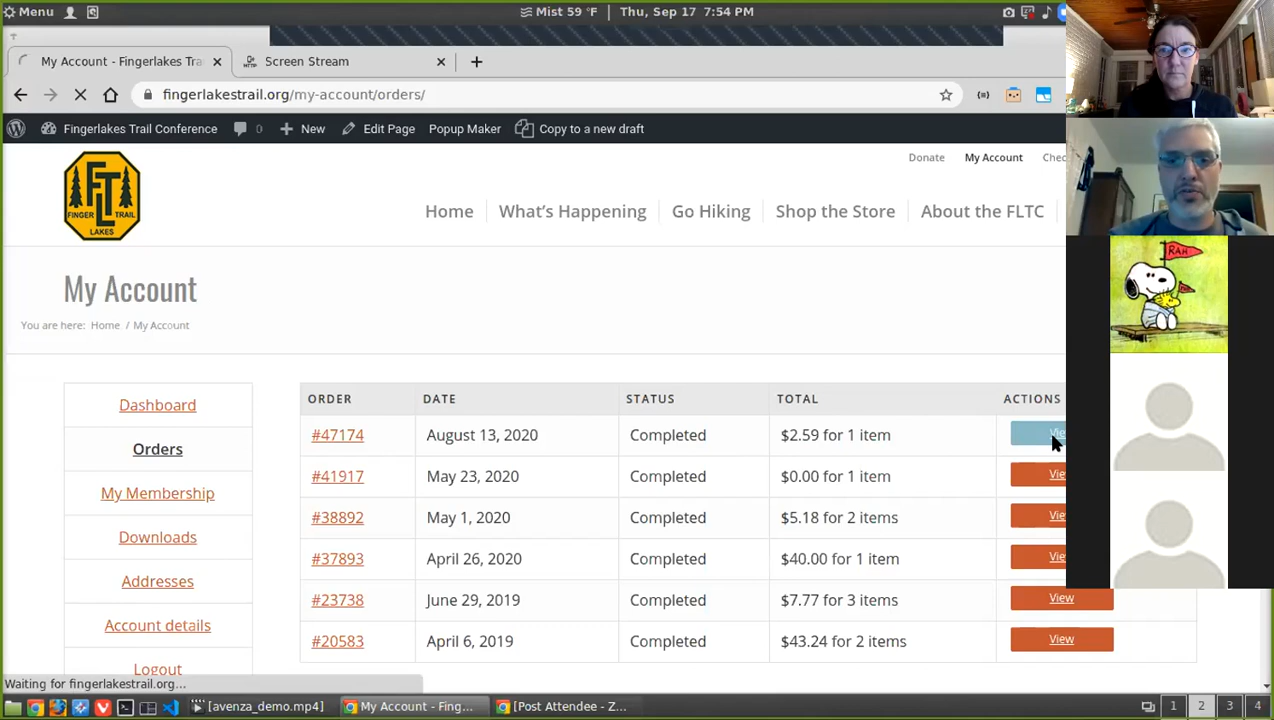 Menu
Mist 59 °F
Thu, Sep 17
7:54 PM
My Account - Fingerlakes Tra
Screen Stream
fingerlakestrail.org/my-account/orders/
Fingerlakes Trail Conference
0
New
Edit Page
Popup Maker
Copy to a new draft
Donate
My Account
Chec
FLT
FINGER TRAIL
LAKES
Home
What's Happening
Go Hiking
Shop the Store
About the FLTC
My Account
You are here: Home / My Account
Dashboard
Orders
My Membership
Downloads
Addresses
Account details
Logout
ORDER DATE STATUS TOTAL ACTIONS
#47174 August 13, 2020 Completed $2.59 for 1 item Vie
#41917 May 23, 2020 Completed $0.00 for 1 item Vie
#38892 May 1, 2020 Completed $5.18 for 2 items Vie
#37893 April 26, 2020 Completed $40.00 for 1 item Vie
#23738 June 29, 2019 Completed $7.77 for 3 items View
#20583 April 6, 2019 Completed $43.24 for 2 items View
RAH
Waiting for fingerlakestrail.org...
[avenza_demo.mp4]
My Account - Fing...
[Post Attendee - Z...
1 2 3 4